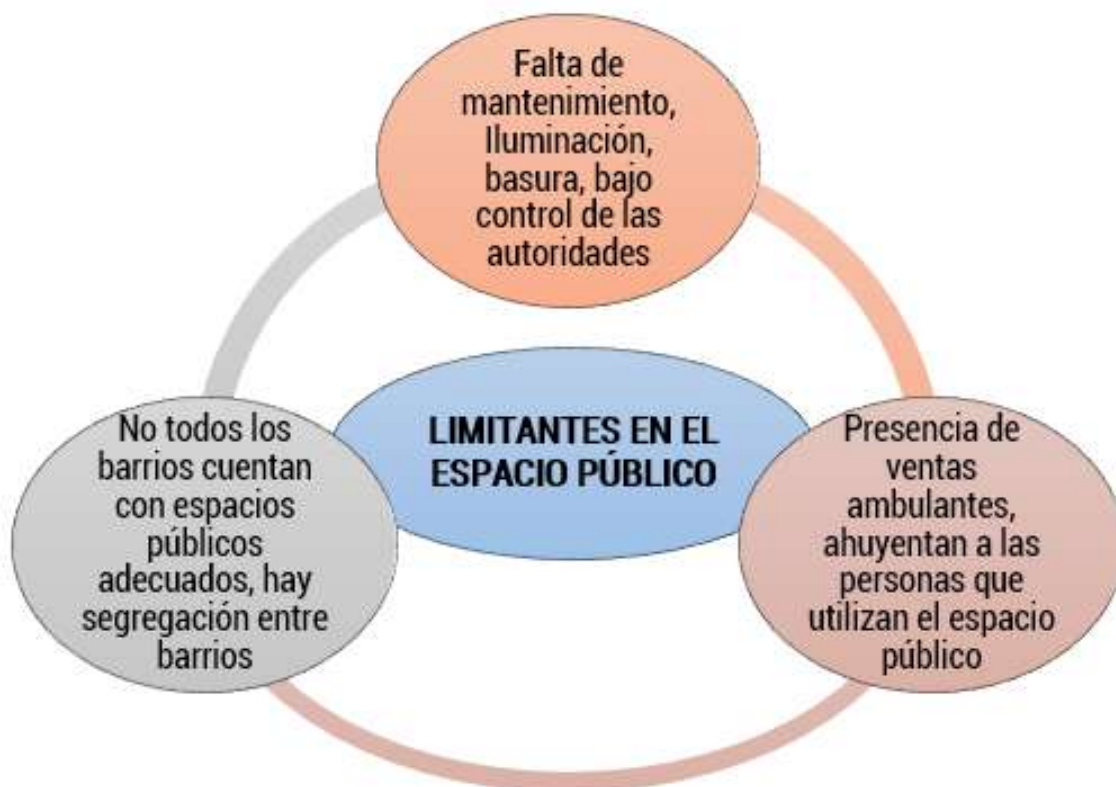 Falta de
mantenimiento,
Iluminación,
basura, bajo
control de las
autoridades
LIMITANTES EN EL
ESPACIO PÚBLICO
No todos los
barrios cuentan
con espacios
públicos
adecuados, hay
segregación entre
barrios
Presencia de
ventas
ambulantes,
ahuyentan a las
personas que
utilizan el espacio
público